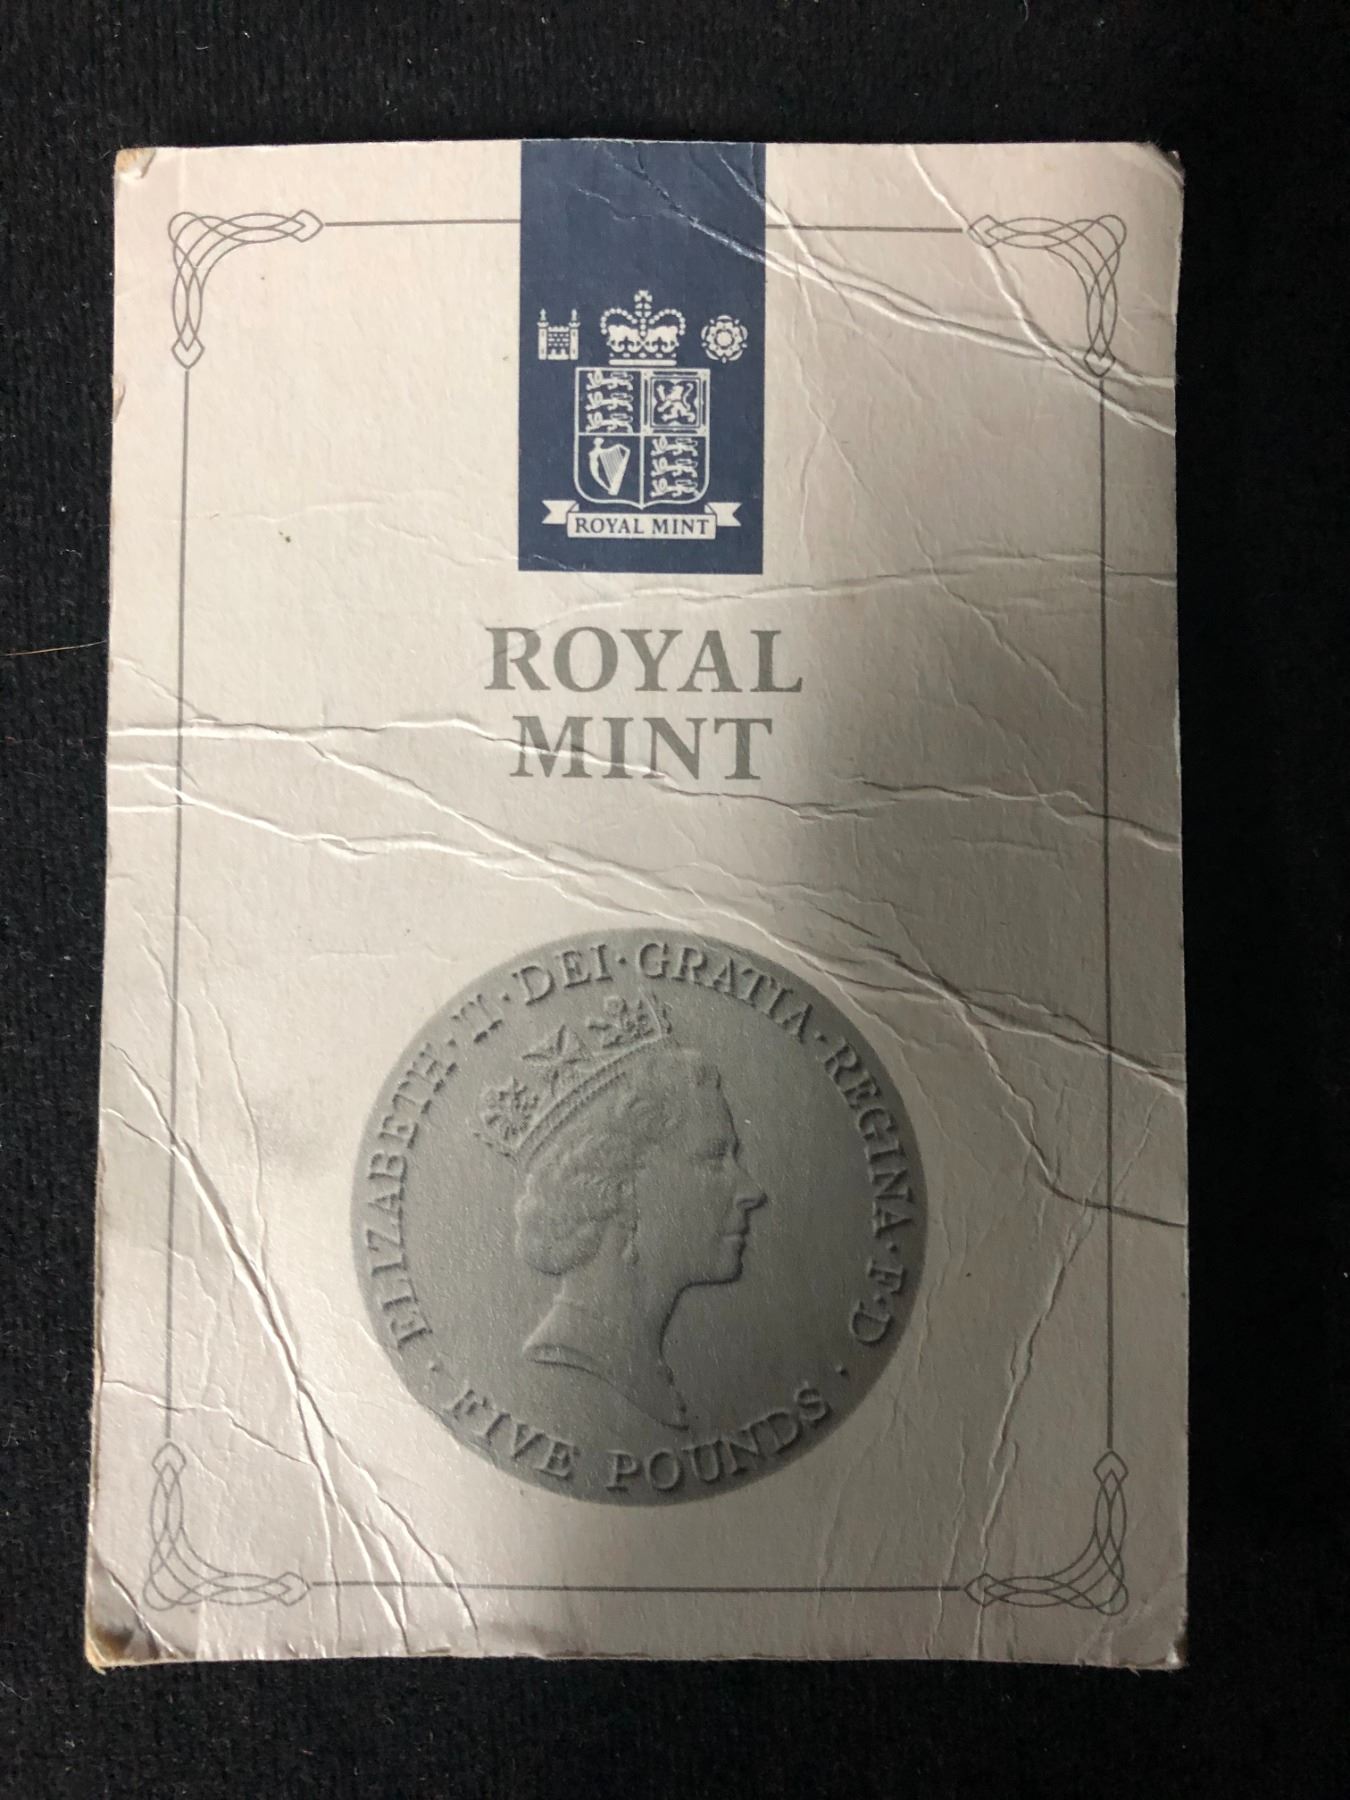 ROYAL MINT
ROYAL
MINT
ELIZABETH · II · DEI · GRATIA · REGINA · F · D
· FIVE POUNDS ·